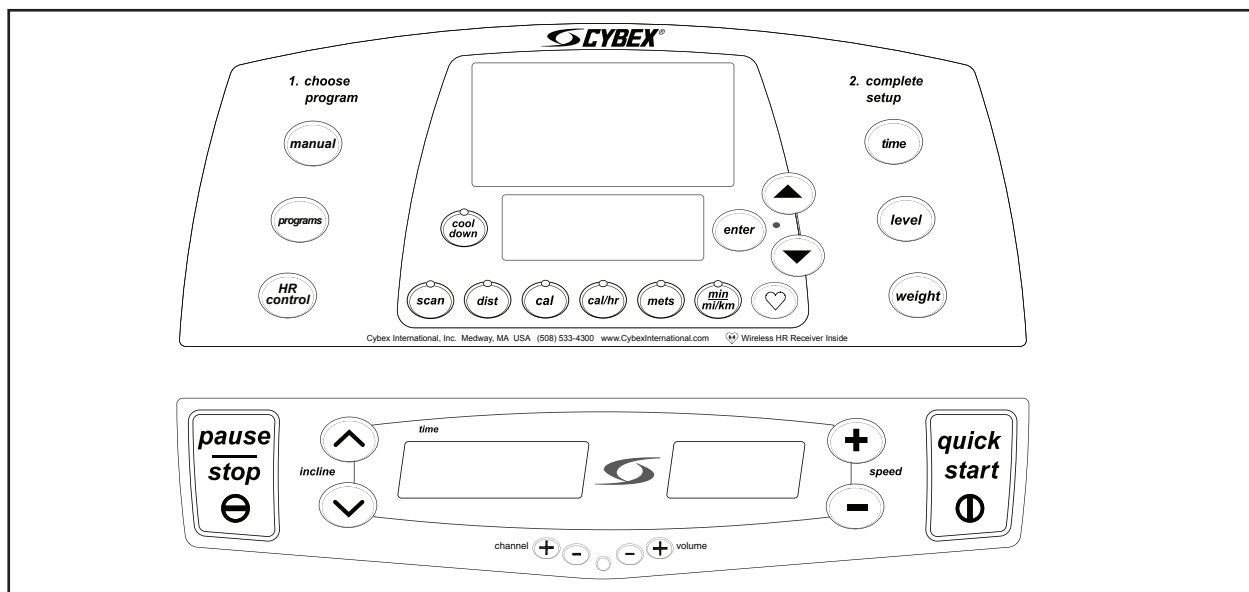 CYBEX®
1. choose
program
2. complete
setup
manual
time
programs
level
cool
down
enter
HR
control
scan
dist
cal
cal/hr
mets
min
mi/km
weight
Cybex International, Inc. Medway, MA USA (508) 533-4300 www.CybexInternational.com Wireless HR Receiver Inside
pause
stop
incline
time
speed
quick
start
channel + - - + volume